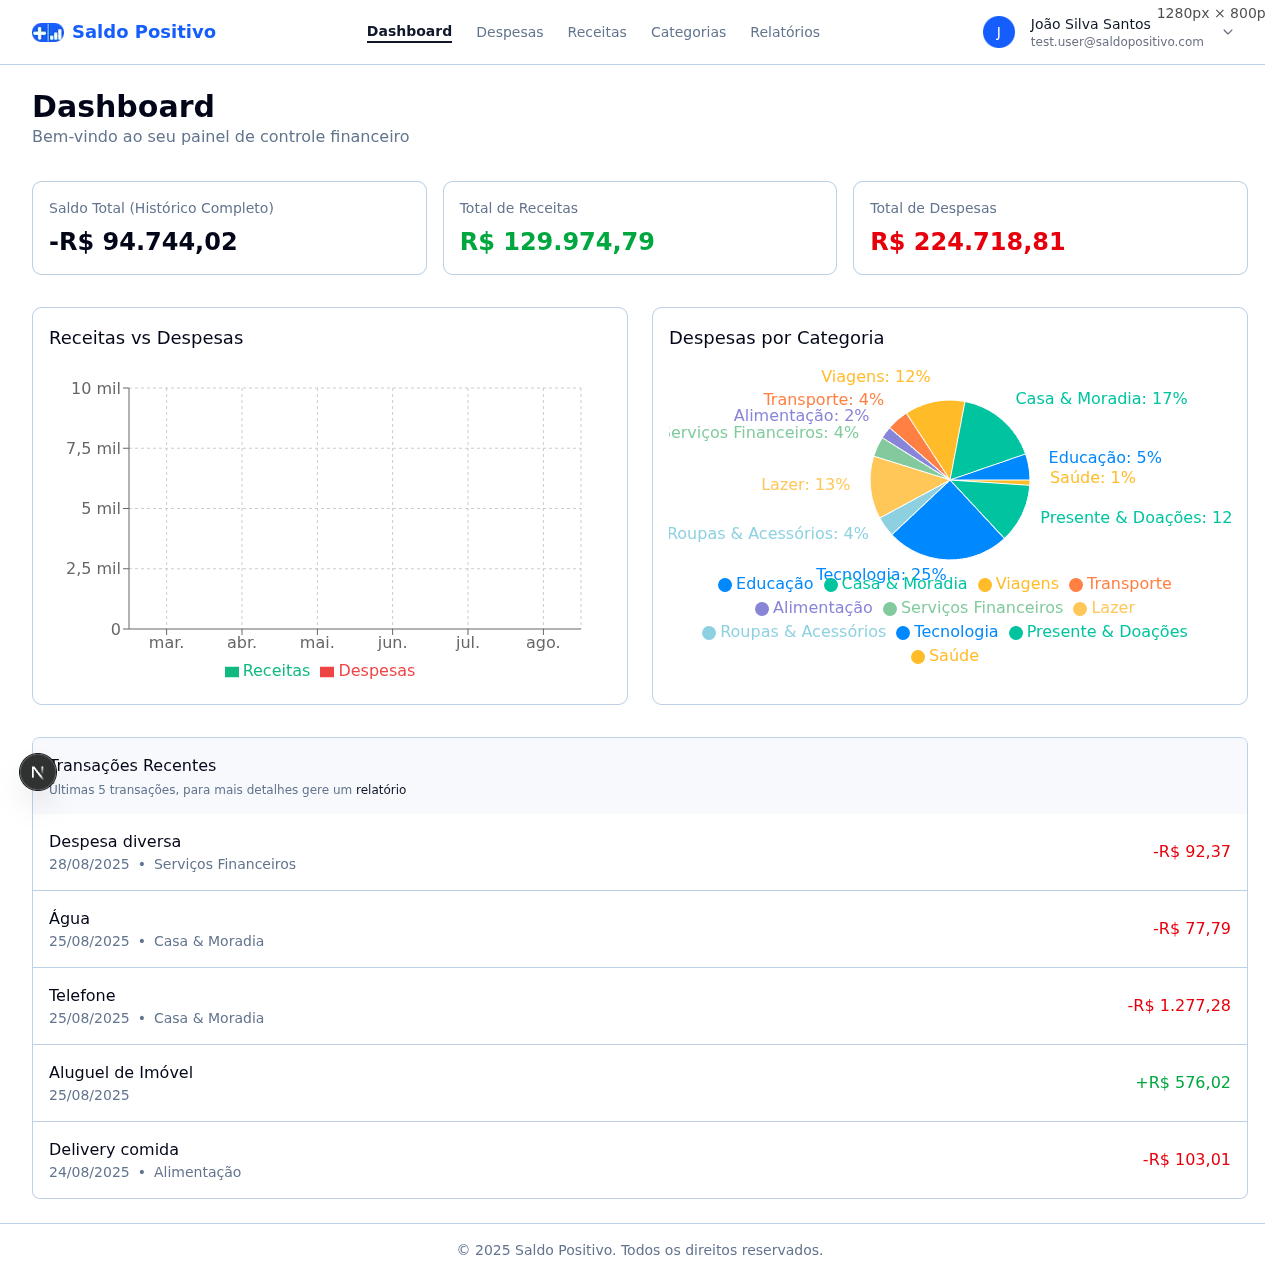 Saldo Positivo
Dashboard
Despesas
Receitas
Categorias
Relatórios
J
João Silva Santos
test.user@saldopositivo.com
1280px × 800p
Dashboard
Bem-vindo ao seu painel de controle financeiro
Saldo Total (Histórico Completo)
-R$ 94.744,02
Total de Receitas
R$ 129.974,79
Total de Despesas
R$ 224.718,81
Receitas vs Despesas
10 mil
7,5 mil
5 mil
2,5 mil
0
mar.
abr.
mai.
jun.
jul.
ago.
Receitas
Despesas
Despesas por Categoria
Viagens: 12%
Transporte: 4%
Alimentação: 2%
erviços Financeiros: 4%
Lazer: 13%
Roupas & Acessórios: 4%
Tecnologia: 25%
Casa & Moradia: 17%
Educação: 5%
Saúde: 1%
Presente & Doações: 12
Educação
Casa & Moradia
Viagens
Transporte
Alimentação
Serviços Financeiros
Lazer
Roupas & Acessórios
Tecnologia
Presente & Doações
Saúde
N
Transações Recentes
Últimas 5 transações, para mais detalhes gere um relatório
Despesa diversa
28/08/2025 • Serviços Financeiros
-R$ 92,37
Água
25/08/2025 • Casa & Moradia
-R$ 77,79
Telefone
25/08/2025 • Casa & Moradia
-R$ 1.277,28
Aluguel de Imóvel
25/08/2025
+R$ 576,02
Delivery comida
24/08/2025 • Alimentação
-R$ 103,01
© 2025 Saldo Positivo. Todos os direitos reservados.